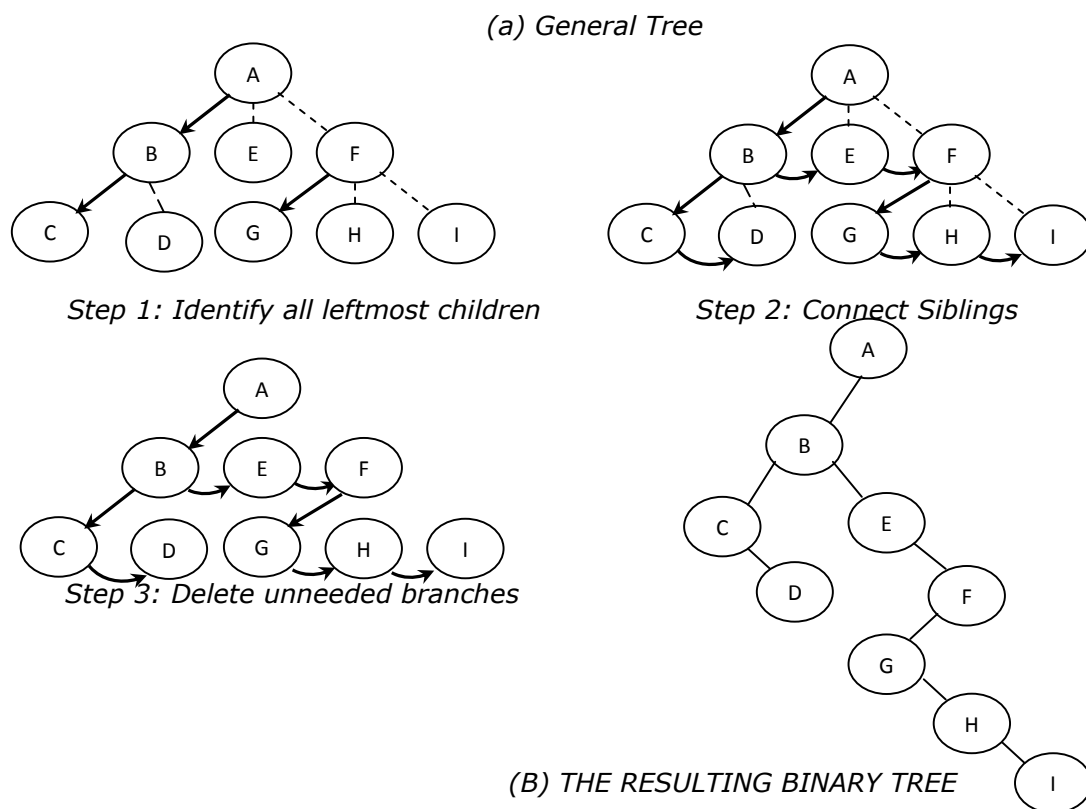 (a) General Tree
A
B
E
F
C
D
G
H
I
Step 1: Identify all leftmost children
A
B
E
F
C
D
G
H
I
Step 2: Connect Siblings
A
B
E
F
C
D
G
H
I
Step 3: Delete unneeded branches
A
B
C
E
D
F
G
H
I
(B) THE RESULTING BINARY TREE